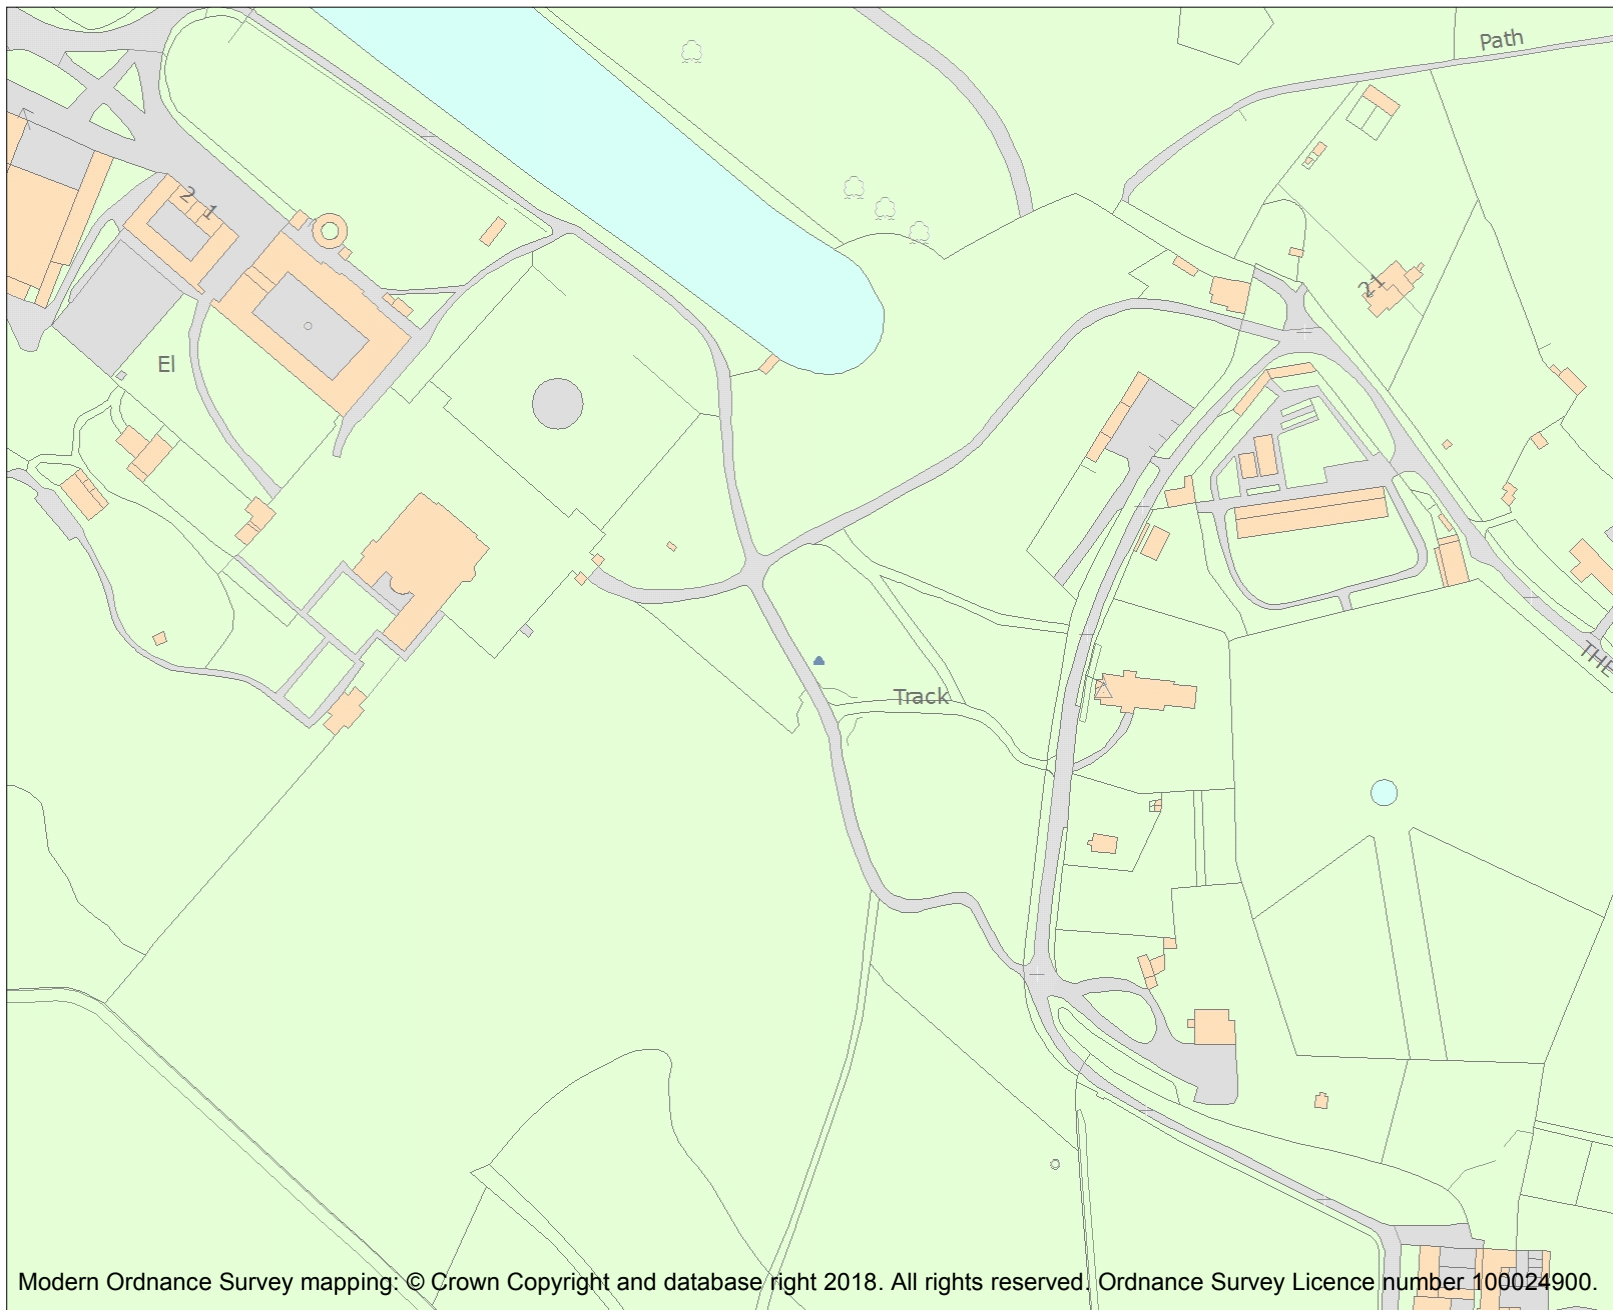 Path
2
1
21
El
THE
Track
Modern Ordnance Survey mapping: © Crown Copyright and database right 2018. All rights reserved. Ordnance Survey Licence number 100024900.